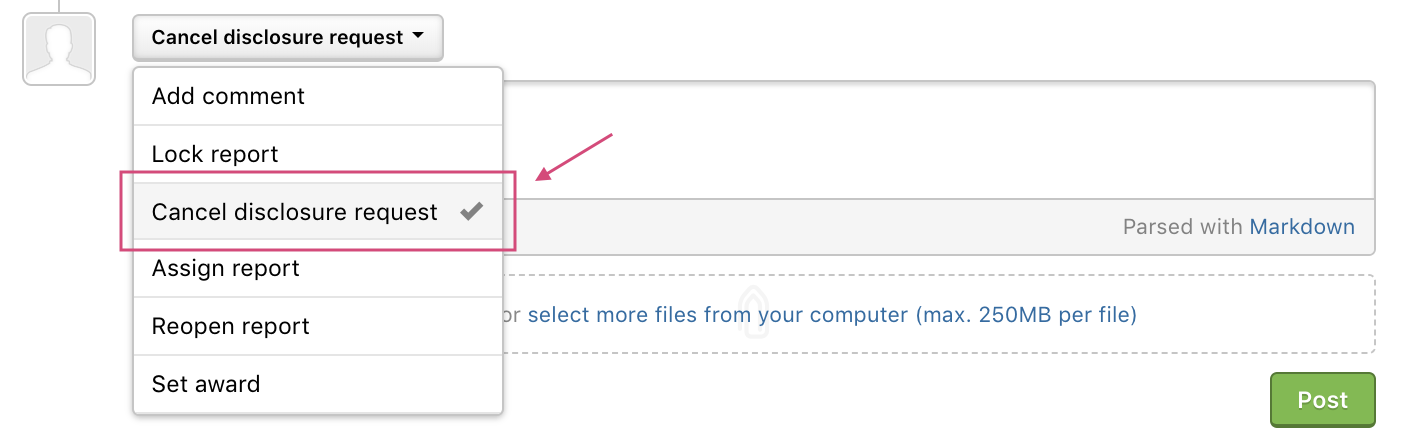 Cancel disclosure request
Add comment
Lock report
Cancel disclosure request
Parsed with Markdown
Assign report
or select more files from your computer (max. 250MB per file)
Reopen report
Set award
Post